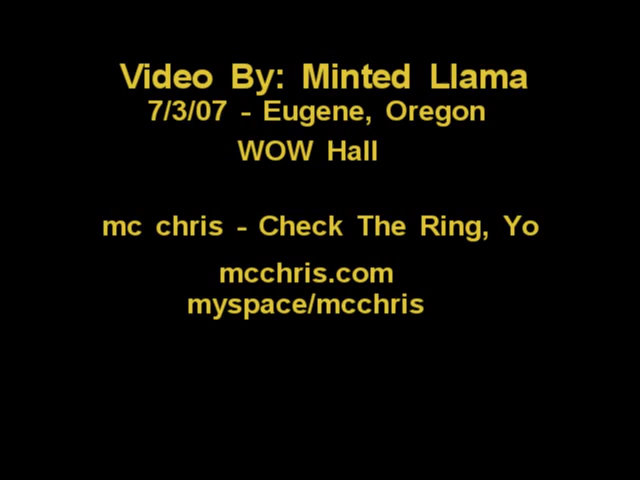 Video By: Minted Llama
7/3/07 - Eugene, Oregon
WOW Hall
mc chris - Check The Ring, Yo
mcchris.com
myspace/mcchris